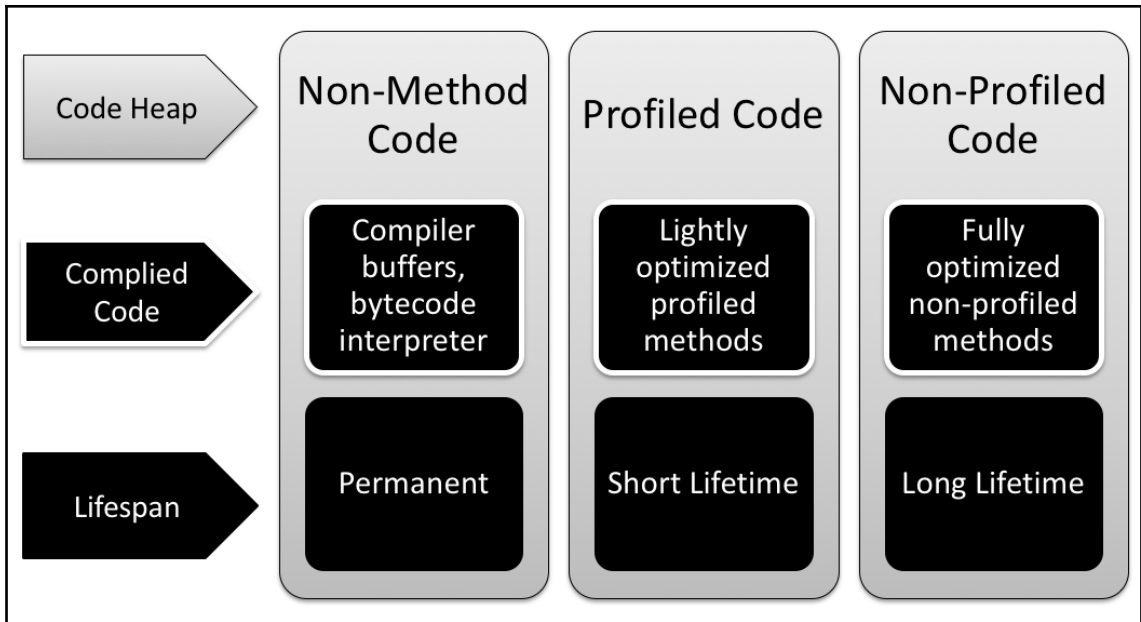 Code Heap
Non-Method
Code
Profiled Code
Non-Profiled
Code
Complied
Code
Compiler
buffers,
bytecode
interpreter
Lightly
optimized
profiled
methods
Fully
optimized
non-profiled
methods
Lifespan
Permanent
Short Lifetime
Long Lifetime